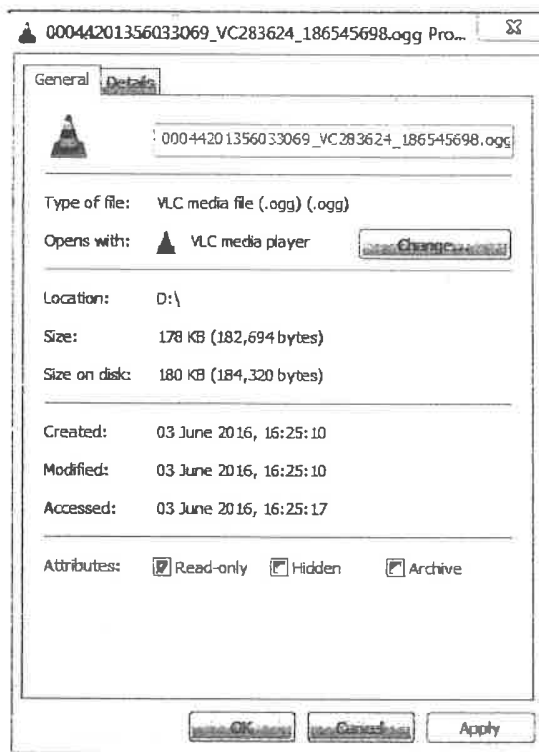 00044201356033069_VC283624_186545698.ogg Pro...
General Details
00044201356033069_VC283624_186545698.ogg
Type of file: VLC media file (.ogg) (.ogg)
Opens with: VLC media player Change...
Location: D:\
Size: 178 KB (182,694 bytes)
Size on disk: 180 KB (184,320 bytes)
Created: 03 June 2016, 16:25:10
Modified: 03 June 2016, 16:25:10
Accessed: 03 June 2016, 16:25:17
Attributes: Read-only Hidden Archive
OK Cancel Apply